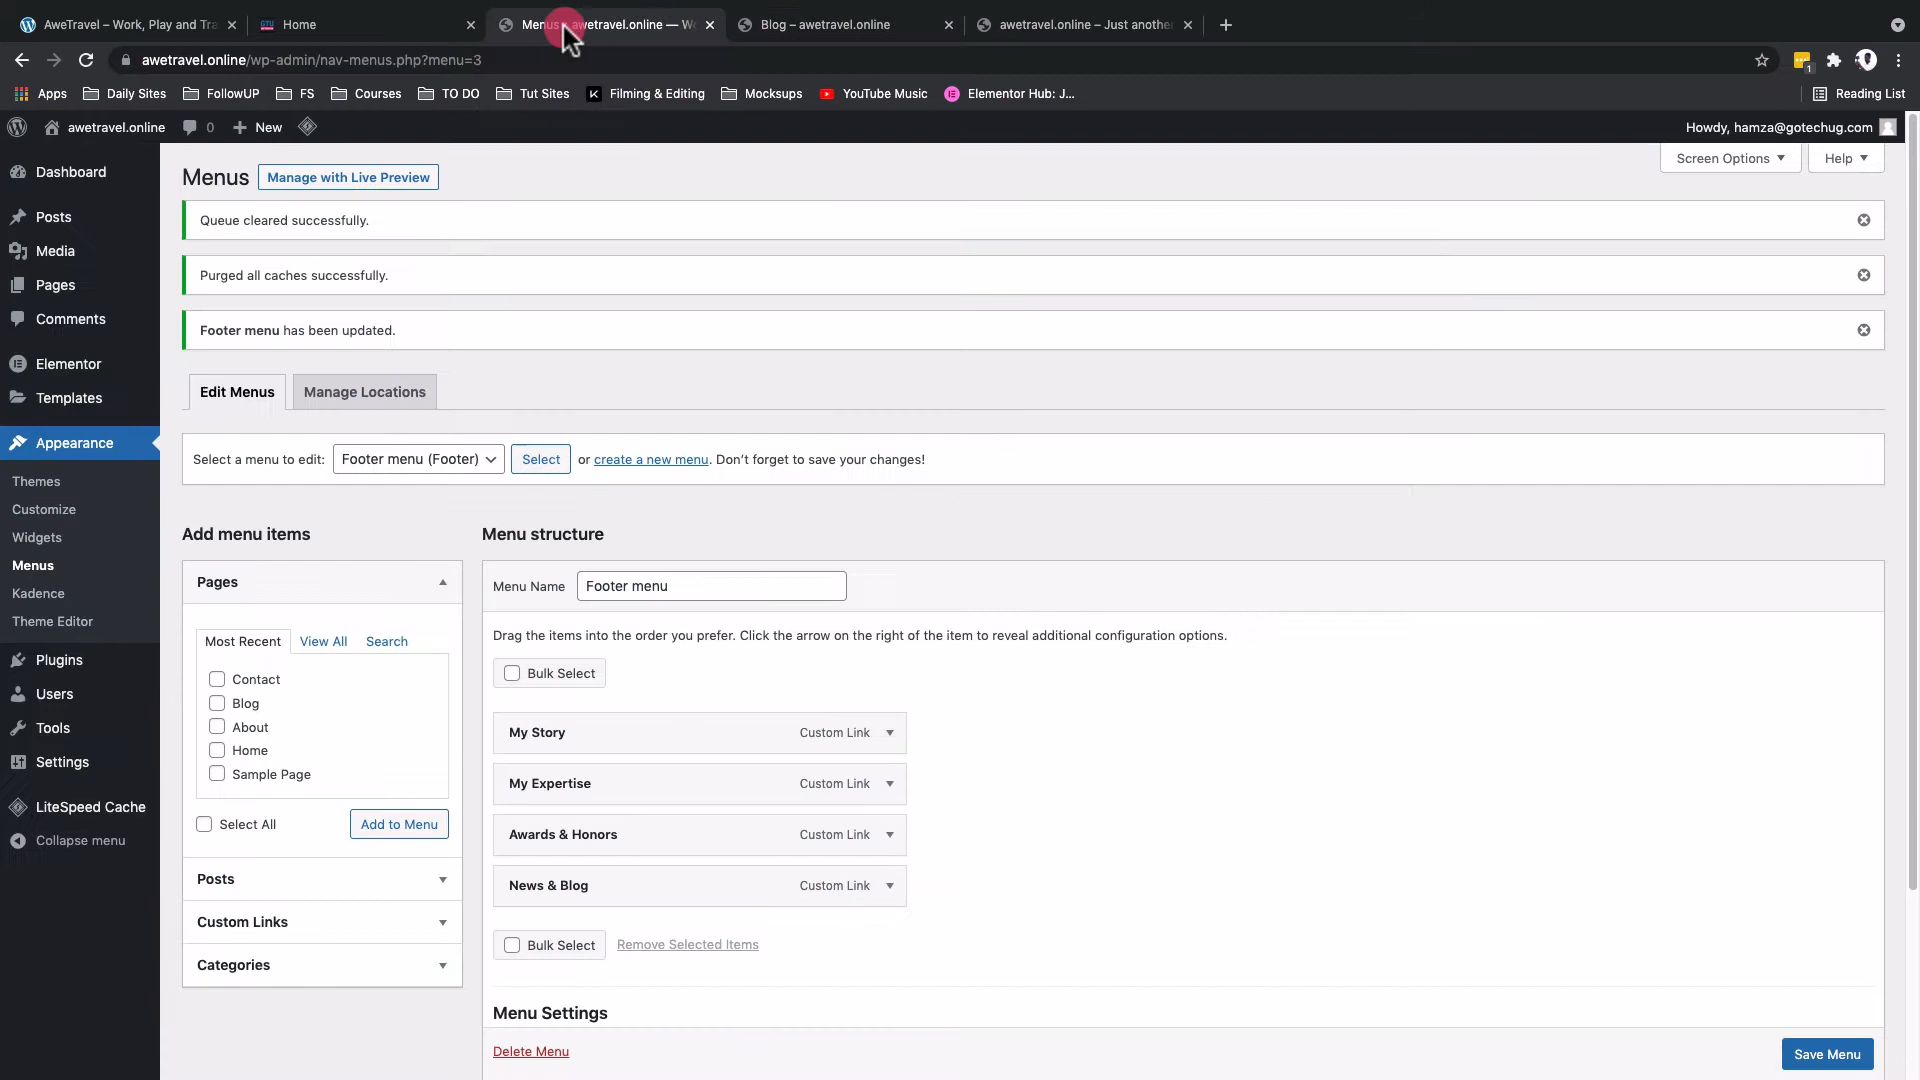 AweTravel – Work, Play and Tra
Home
Menus ‹ awetravel.online — Wo
Blog – awetravel.online
awetravel.online – Just another
awetravel.online/wp-admin/nav-menus.php?menu=3
1
Apps
Daily Sites
FollowUP
FS
Courses
TO DO
Tut Sites
Filming & Editing
Mocksups
YouTube Music
Elementor Hub: J...
Reading List
awetravel.online
0
New
Howdy, hamza@gotechug.com
Dashboard
Posts
Media
Pages
Comments
Elementor
Templates
Appearance
Themes
Customize
Widgets
Menus
Kadence
Theme Editor
Plugins
Users
Tools
Settings
LiteSpeed Cache
Collapse menu
Screen Options
Help
Menus
Manage with Live Preview
Queue cleared successfully.
Purged all caches successfully.
Footer menu has been updated.
Edit Menus
Manage Locations
Select a menu to edit: Footer menu (Footer) Select or create a new menu. Don’t forget to save your changes!
Add menu items
Pages
Most Recent
View All
Search
Contact
Blog
About
Home
Sample Page
Select All
Add to Menu
Posts
Custom Links
Categories
Menu structure
Menu Name
Footer menu
Drag the items into the order you prefer. Click the arrow on the right of the item to reveal additional configuration options.
Bulk Select
My Story Custom Link
My Expertise Custom Link
Awards & Honors Custom Link
News & Blog Custom Link
Bulk Select
Remove Selected Items
Menu Settings
Delete Menu
Save Menu